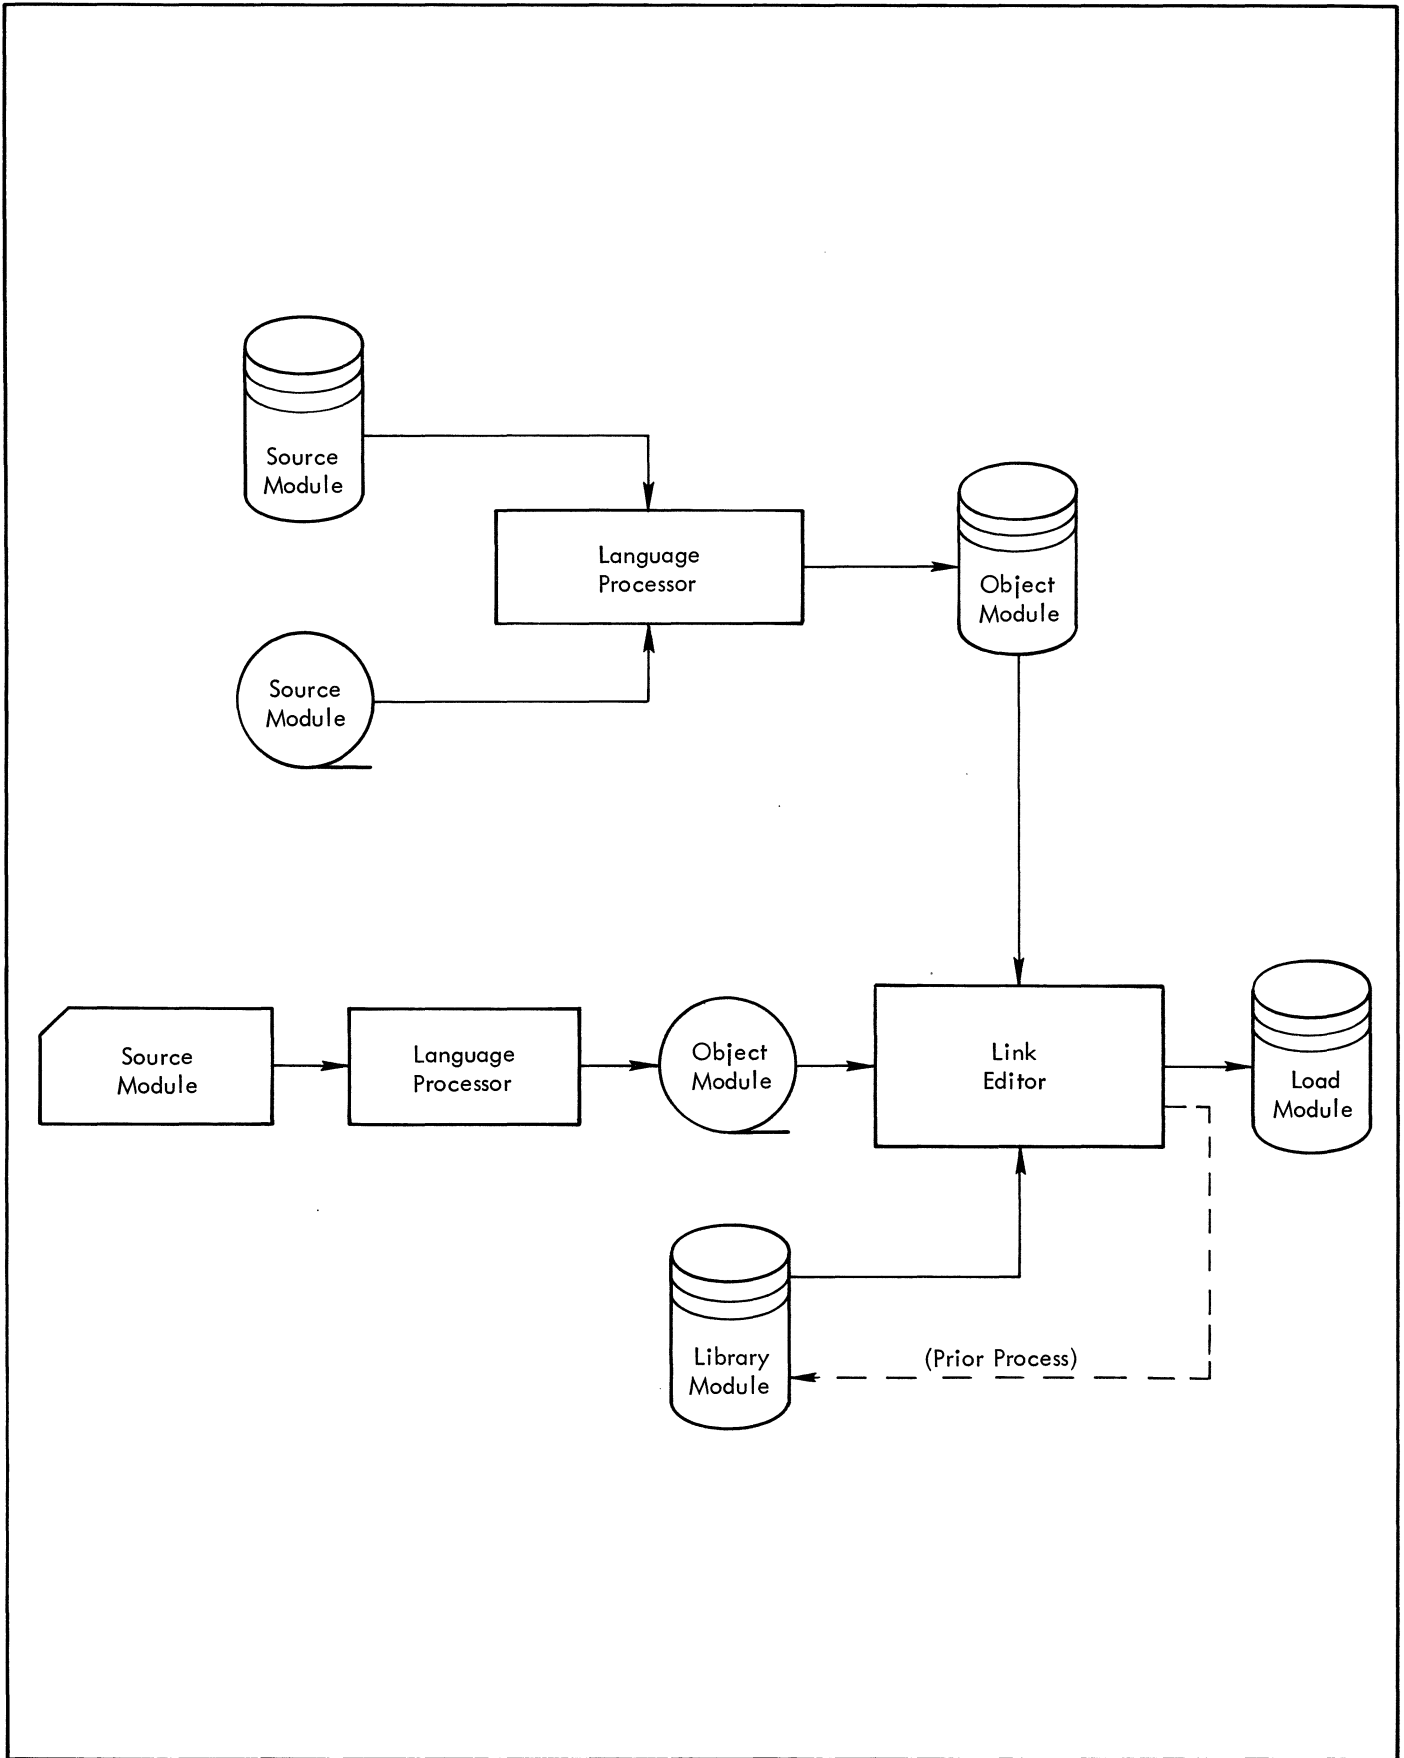 Source
Module
Language
Processor
Object
Module
Source
Module
Source
Module
Language
Processor
Object
Module
Link
Editor
Load
Module
Library
Module
(Prior Process)